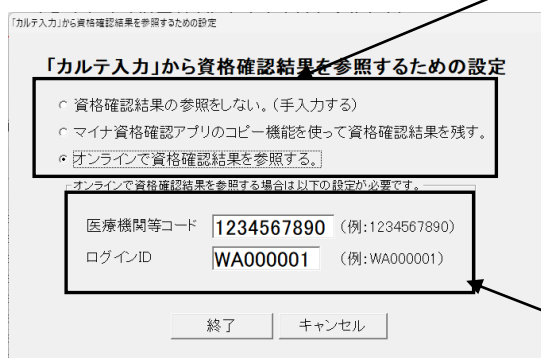 「カルテ入力」から資格確認結果を参照するための設定
「カルテ入力」から資格確認結果を参照するための設定
資格確認結果の参照をしない。(手入力する)
マイナ資格確認アプリのコピー機能を使って資格確認結果を残す。
オンラインで資格確認結果を参照する。
オンラインで資格確認結果を参照する場合は以下の設定が必要です。
医療機関等コード 1234567890 (例:1234567890)
ログインID WA000001 (例:WA000001)
終了 キャンセル